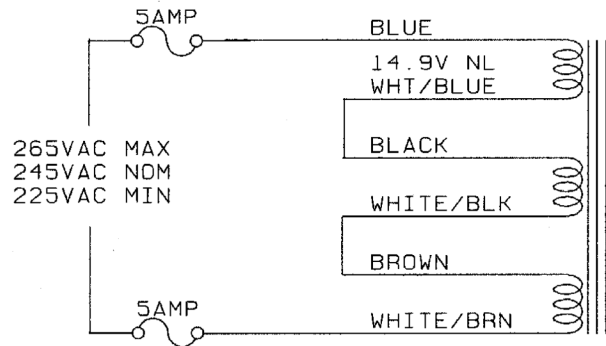 5AMP
BLUE
14.9V NL
WHT/BLUE
BLACK
265VAC MAX
245VAC NOM
225VAC MIN
WHITE/BLK
BROWN
5AMP
WHITE/BRN